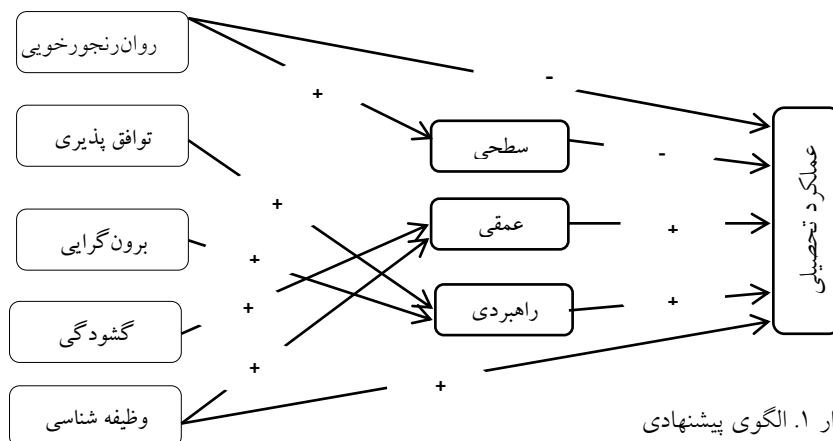 روان‌رنجورخویی
توافق پذیری
برون‌گرایی
گشودگی
وظیفه شناسی
سطحی
عمقی
راهبردی
عملکرد تحصیلی
-
+
-
+
+
+
+
+
+
+
ار ۱. الگوی پیشنهادی